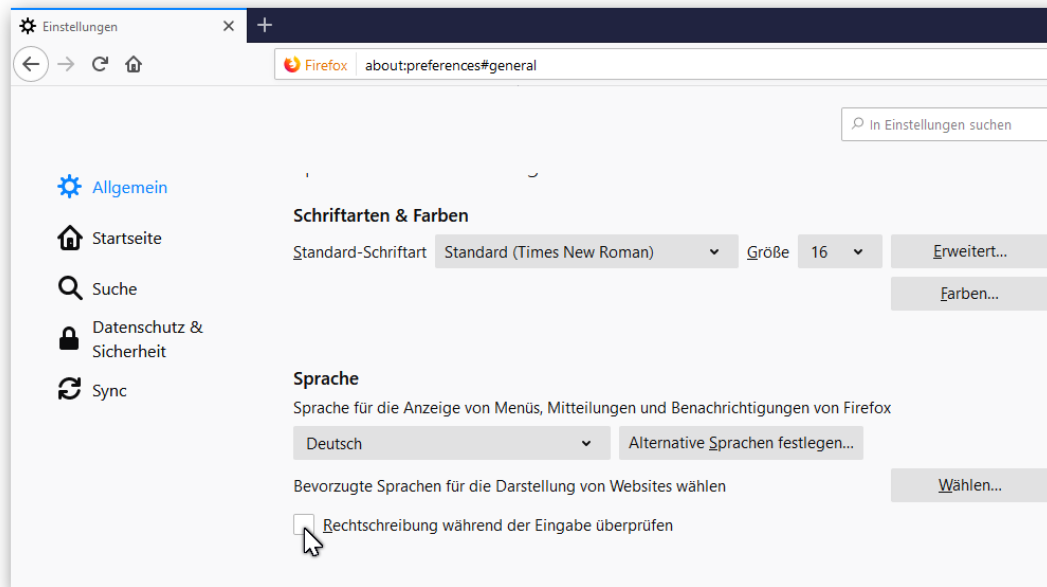 Einstellungen
Firefox about:preferences#general
In Einstellungen suchen
Allgemein
Startseite
Suche
Datenschutz &
Sicherheit
Sync
Schriftarten & Farben
Standard-Schriftart Standard (Times New Roman) Größe 16 Erweitert...
Farben...
Sprache
Sprache für die Anzeige von Menüs, Mitteilungen und Benachrichtigungen von Firefox
Deutsch Alternative Sprachen festlegen...
Bevorzugte Sprachen für die Darstellung von Websites wählen Wählen...
Rechtschreibung während der Eingabe überprüfen